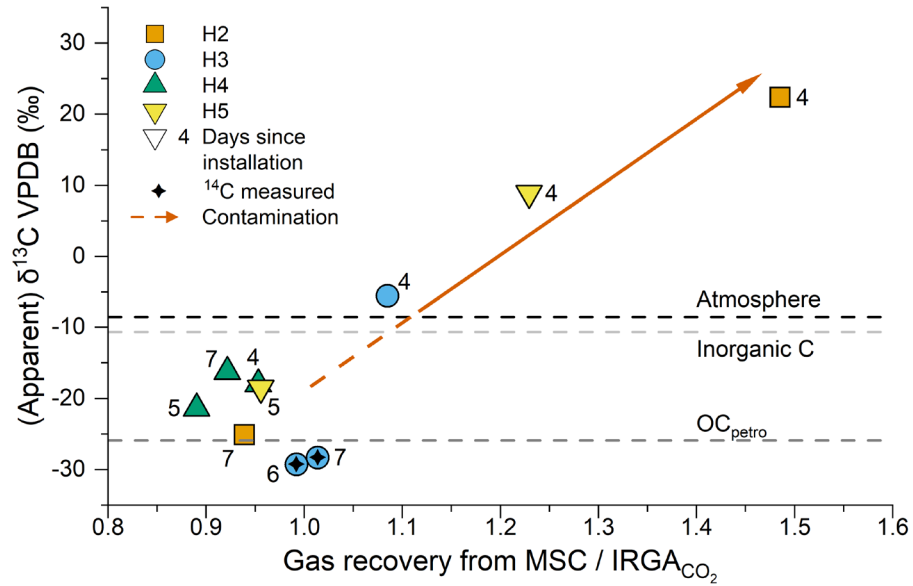 H2
H3
H4
H5
4 Days since
installation
¹⁴C measured
Contamination
(Apparent) δ¹³C VPDB (‰)
30
20
10
0
-10
-20
-30
4
4
4
Atmosphere
Inorganic C
7
4
5
5
OCpetro
7
6
7
0.8 0.9 1.0 1.1 1.2 1.3 1.4 1.5 1.6
Gas recovery from MSC / IRGA_CO₂